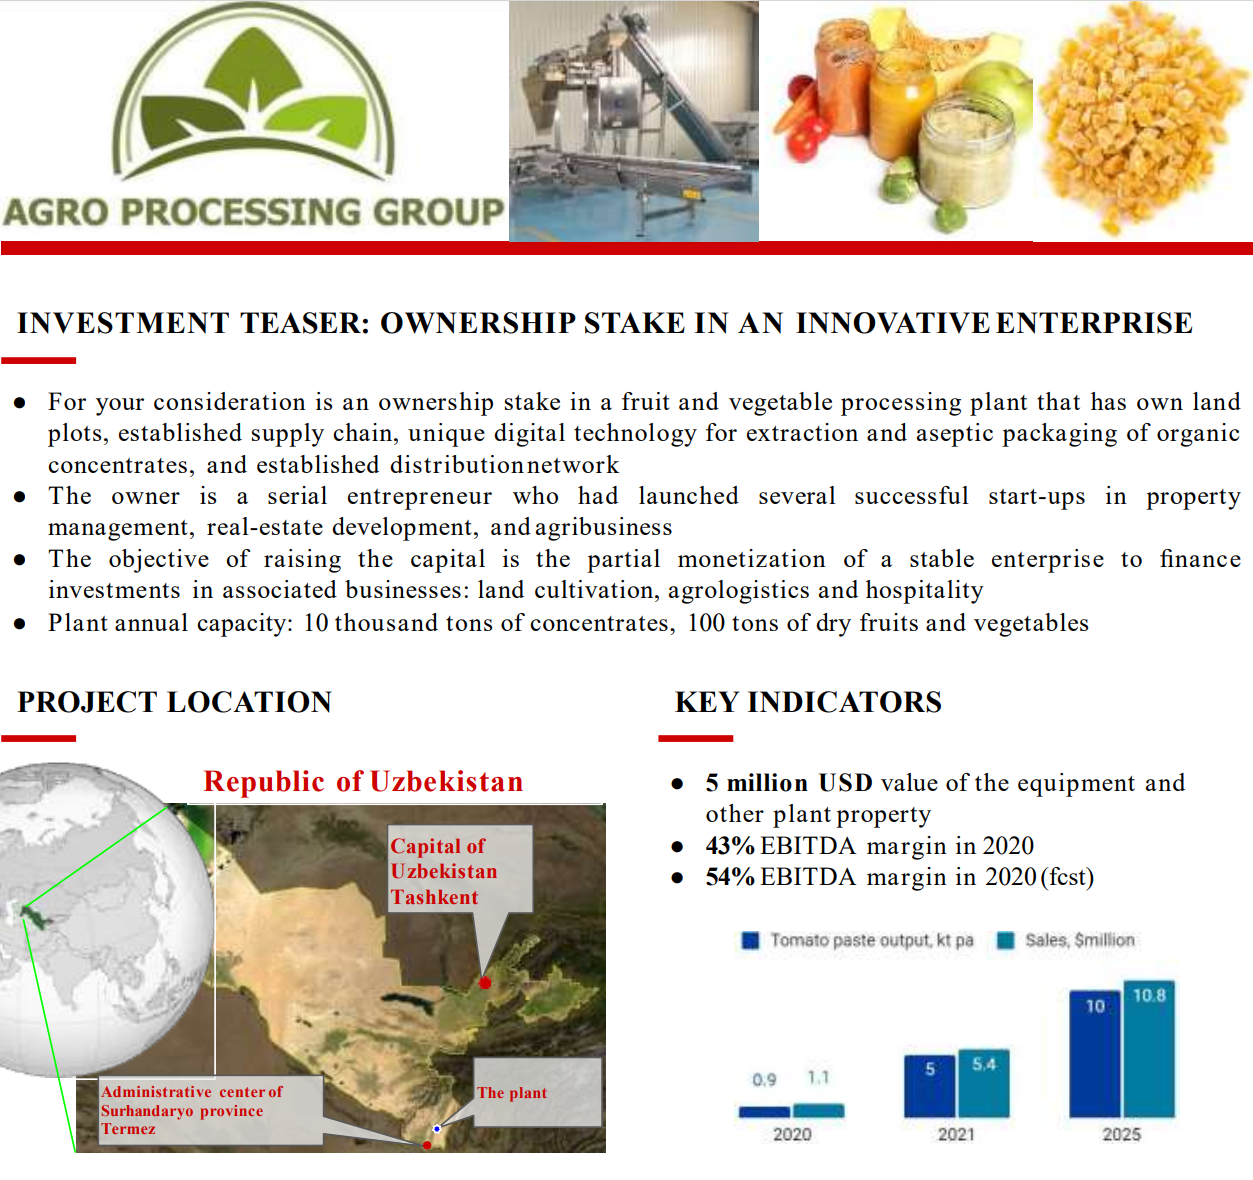 AGRO PROCESSING GROUP
INVESTMENT TEASER: OWNERSHIP STAKE IN AN INNOVATIVE ENTERPRISE
● For your consideration is an ownership stake in a fruit and vegetable processing plant that has own land
plots, established supply chain, unique digital technology for extraction and aseptic packaging of organic
concentrates, and established distribution network
● The owner is a serial entrepreneur who had launched several successful start-ups in property
management, real-estate development, and agribusiness
● The objective of raising the capital is the partial monetization of a stable enterprise to finance
investments in associated businesses: land cultivation, agrologistics and hospitality
● Plant annual capacity: 10 thousand tons of concentrates, 100 tons of dry fruits and vegetables
PROJECT LOCATION
Republic of Uzbekistan
Capital of
Uzbekistan
Tashkent
The plant
Administrative center of
Surhandaryo province
Termez
KEY INDICATORS
● 5 million USD value of the equipment and
other plant property
● 43% EBITDA margin in 2020
● 54% EBITDA margin in 2020 (fcst)
Tomato paste output, kt pa Sales, $million
0.9 1.1
5 5.4
10 10.8
2020 2021 2025